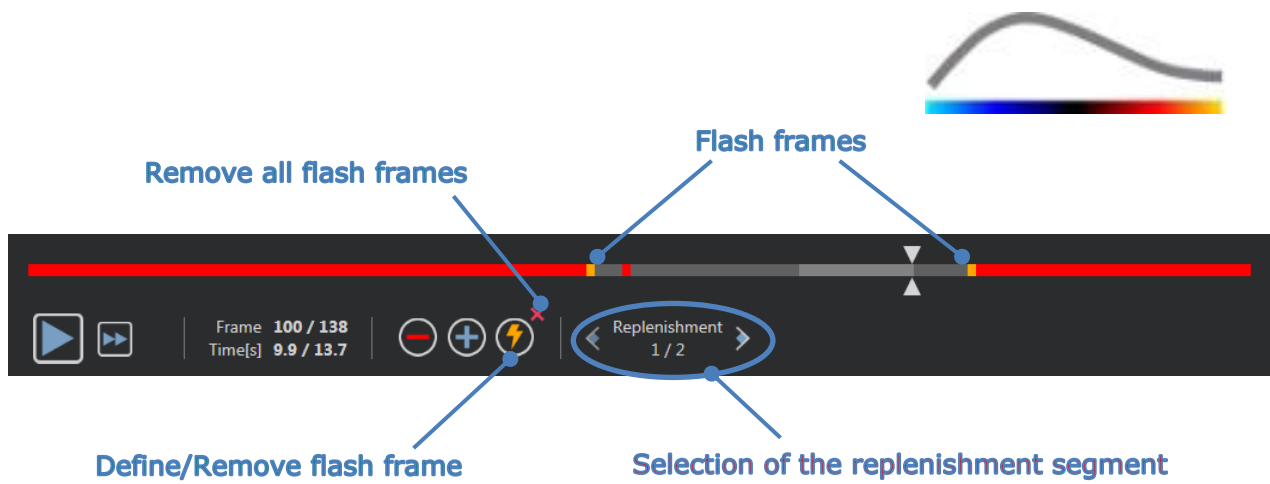 Flash frames
Remove all flash frames
Frame 100 / 138
Time[s] 9.9 / 13.7
Replenishment
1 / 2
Define/Remove flash frame
Selection of the replenishment segment